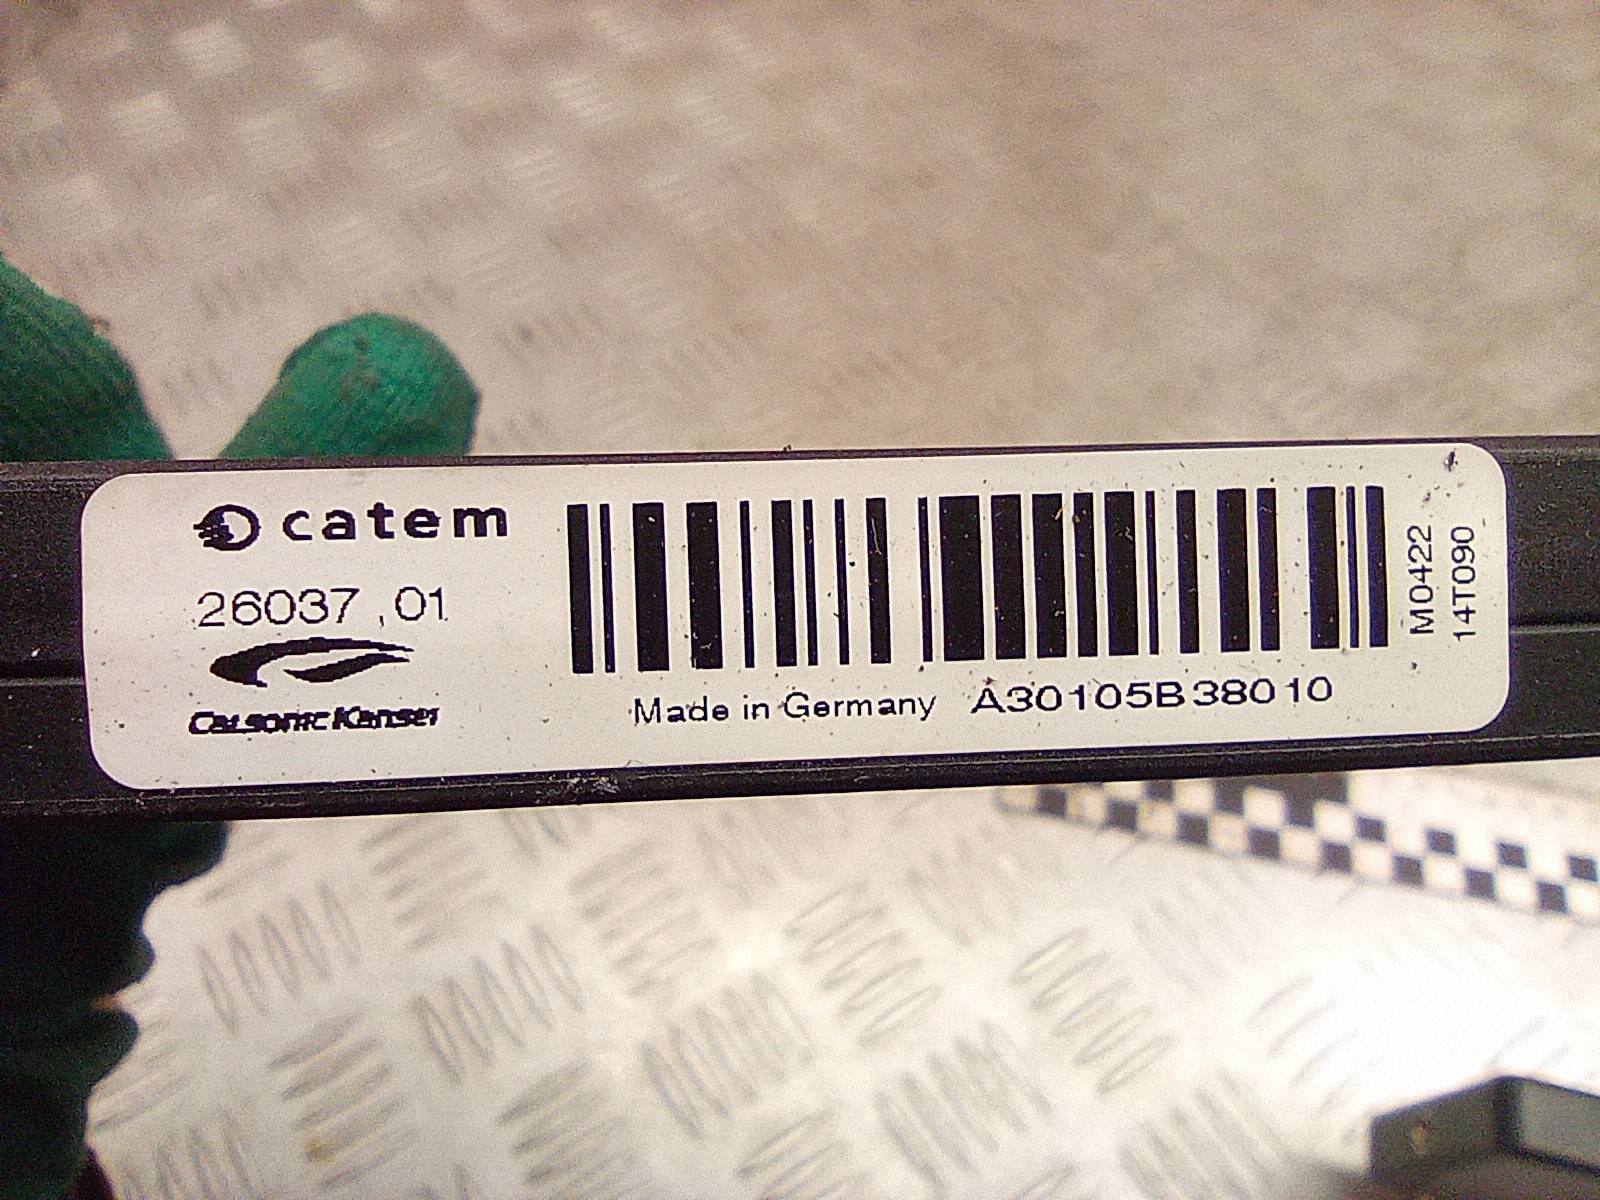 catem
26037 .01
Calsonic Kansei
Made in Germany A30105B38010
M0422
14T090